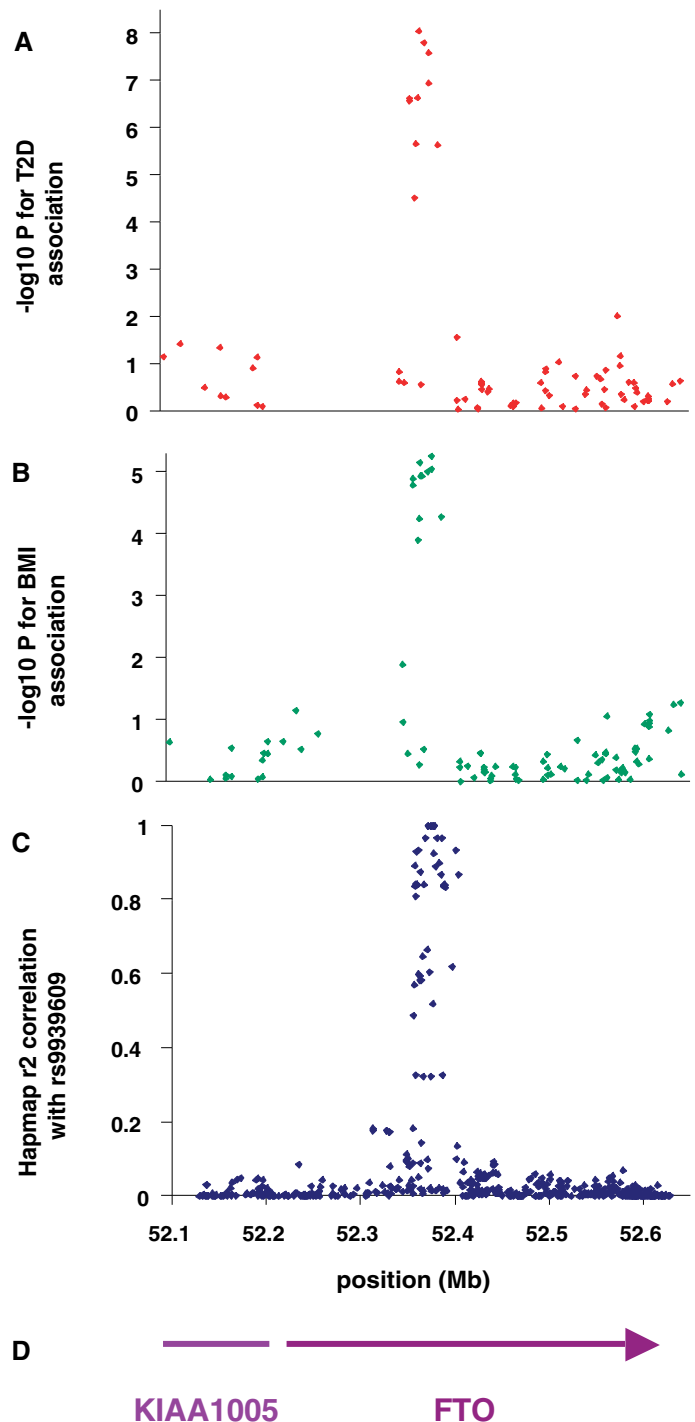 A
-log10 P for T2D
association
8
7
6
5
4
3
2
1
0
B
-log10 P for BMI
association
5
4
3
2
1
0
C
Hapmap r2 correlation
with rs9939609
1
0.8
0.6
0.4
0.2
0
52.1 52.2 52.3 52.4 52.5 52.6
position (Mb)
D
KIAA1005 FTO